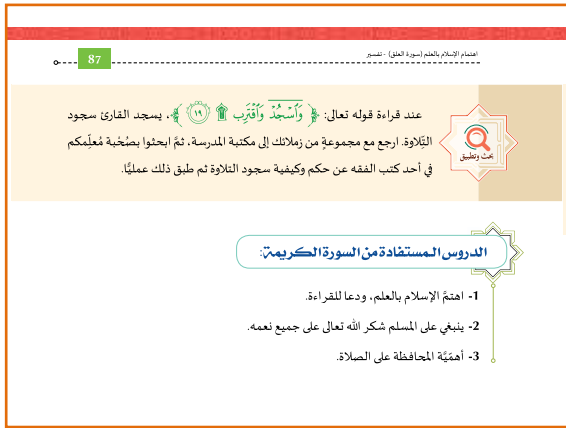 اهتمام الإسلام بالعلم (سورة العلق) - تفسير
87
عند قراءة قوله تعالى: ﴿وَٱسۡجُدۡۤ وَٱقۡتَرِب ۩ ١٩﴾، يسجد القارئ سجود
التِّلاوة. ارجع مع مجموعةٍ من زملائك إلى مكتبة المدرسة، ثمَّ ابحثوا بصُحْبة مُعلِّمكم
في أحد كتب الفقه عن حكم وكيفية سجود التلاوة ثم طبق ذلك عمليًّا.
بحث وتطبيق
الدروس المستفادة من السورة الكريمة:
1- اهتمَّ الإسلام بالعلم، ودعا للقراءة.
2- ينبغي على المسلم شكر الله تعالى على جميع نعمه.
3- أهمّيَّة المحافظة على الصلاة.